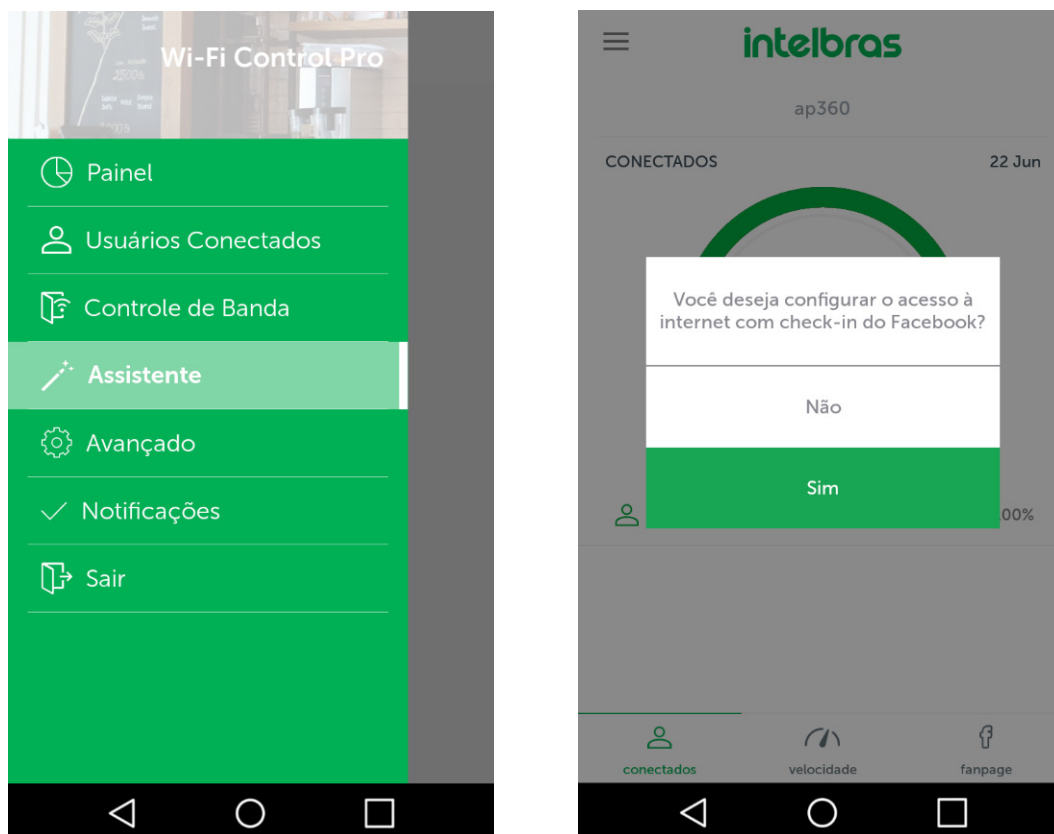 Wi-Fi Control Pro
Painel
Usuários Conectados
Controle de Banda
Assistente
Avançado
Notificações
Sair
intelbras
ap360
CONECTADOS 22 Jun
Você deseja configurar o acesso à
internet com check-in do Facebook?
Não
Sim
00%
conectados velocidade fanpage